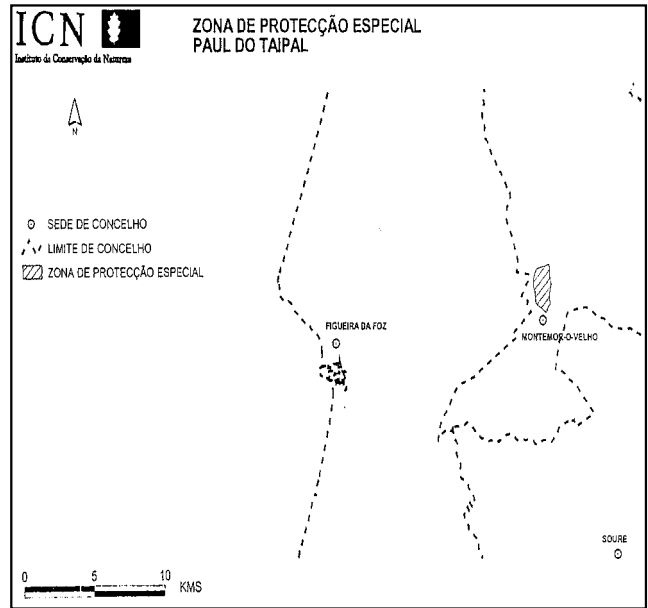 ICN
Instituto da Conservação da Natureza
ZONA DE PROTECÇÃO ESPECIAL
PAUL DO TAIPAL
N
SEDE DE CONCELHO
LIMITE DE CONCELHO
ZONA DE PROTECÇÃO ESPECIAL
FIGUEIRA DA FOZ
MONTEMOR-O-VELHO
SOURE
0 5 10 KMS